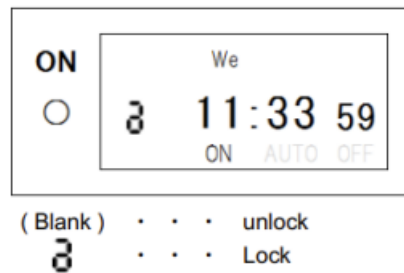 ON
We
11:33 59
ON AUTO OFF
( Blank ) ・ ・ ・ unlock
・ ・ ・ Lock